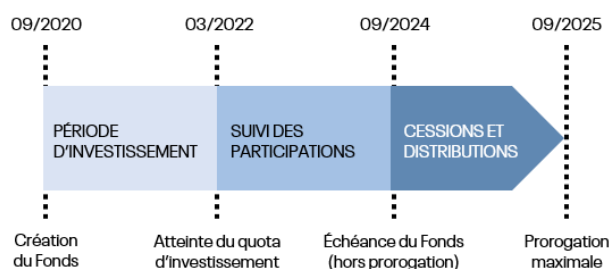 09/2020
03/2022
09/2024
09/2025
PÉRIODE
D'INVESTISSEMENT
SUIVI DES
PARTICIPATIONS
CESSIONS ET
DISTRIBUTIONS
Création
du Fonds
Atteinte du quota
d'investissement
Échéance du Fonds
(hors prorogation)
Prorogation
maximale